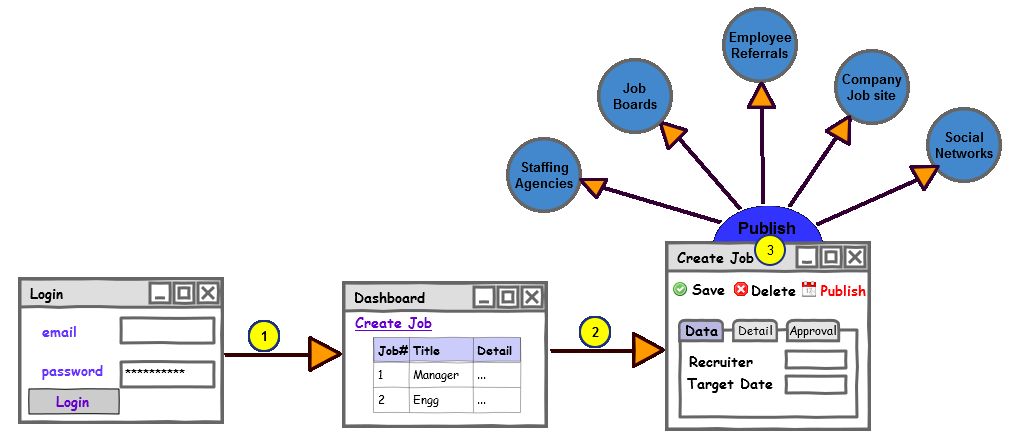 Employee
Referrals
Company
Job site
Job
Boards
Social
Networks
Staffing
Agencies
Publish
3
Create Job
Save Delete Publish
Data Detail Approval
Recruiter
Target Date
2
Dashboard
Create Job
Job# Title Detail
1 Manager ...
2 Engg ...
1
Login
email
password **********
Login